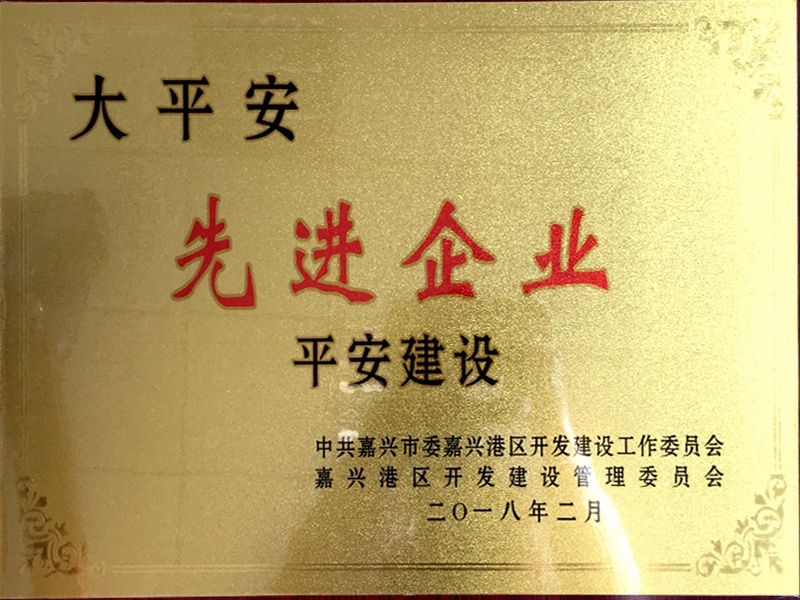 大平安
先进企业
平安建设
中共嘉兴市委嘉兴港区开发建设工作委员会
嘉兴港区开发建设管理委员会
二〇一八年二月